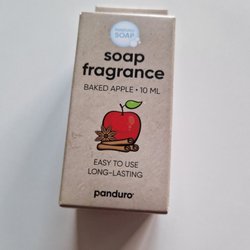 SOAP
soap
fragrance
BAKED APPLE • 10 ML
EASY TO USE
LONG-LASTING
panduro